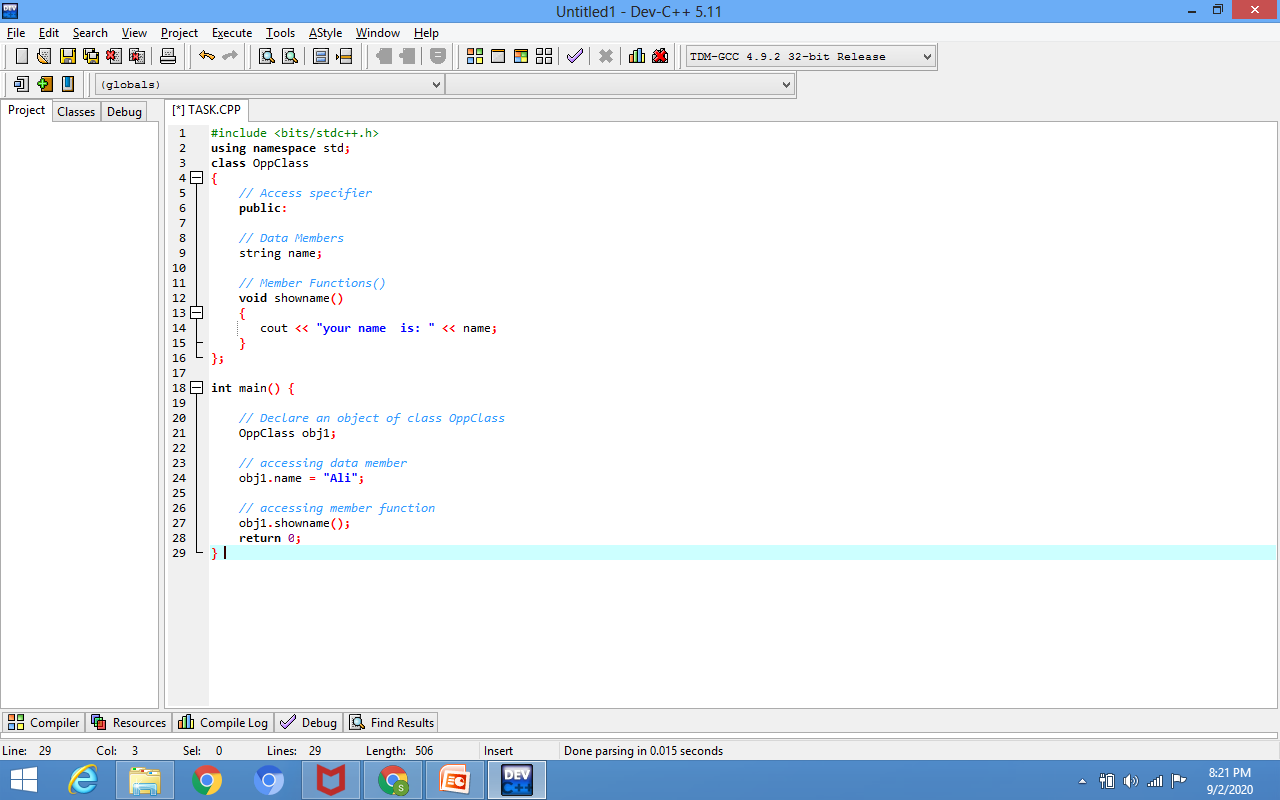 Untitled1 - Dev-C++ 5.11
File Edit Search View Project Execute Tools AStyle Window Help
TDM-GCC 4.9.2 32-bit Release
(globals)
Project Classes Debug [*] TASK.CPP
1 #include <bits/stdc++.h>
2 using namespace std;
3 class OppClass
4 {
5 // Access specifier
6 public:
7
8 // Data Members
9 string name;
10
11 // Member Functions()
12 void showname()
13 {
14 cout << "your name  is: " << name;
15 }
16 };
17
18 int main() {
19
20 // Declare an object of class OppClass
21 OppClass obj1;
22
23 // accessing data member
24 obj1.name = "Ali";
25
26 // accessing member function
27 obj1.showname();
28 return 0;
29 }
Compiler Resources Compile Log Debug Find Results
Line: 29 Col: 3 Sel: 0 Lines: 29 Length: 506 Insert Done parsing in 0.015 seconds
DEV C++
S
8:21 PM
9/2/2020